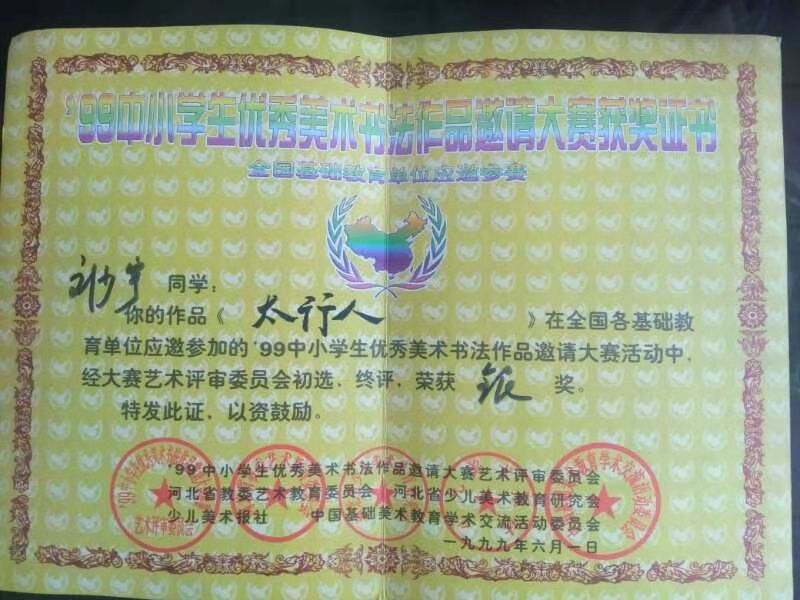 '99中小学生优秀美术书法作品邀请大赛获奖证书
全国基础教育单位应邀参赛
同学：
你的作品《 太行人 》在全国各基础教
育单位应邀参加的'99中小学生优秀美术书法作品邀请大赛活动中，
经大赛艺术评审委员会初选、终评，荣获 银 奖。
特发此证，以资鼓励。
'99中小学生优秀美术书法作品邀请大赛艺术评审委员会
河北省教委艺术教育委员会 河北省少儿美术教育研究会
少儿美术报社 中国基础美术教育学术交流活动委员会
一九九九年六月一日
艺术评审委员会